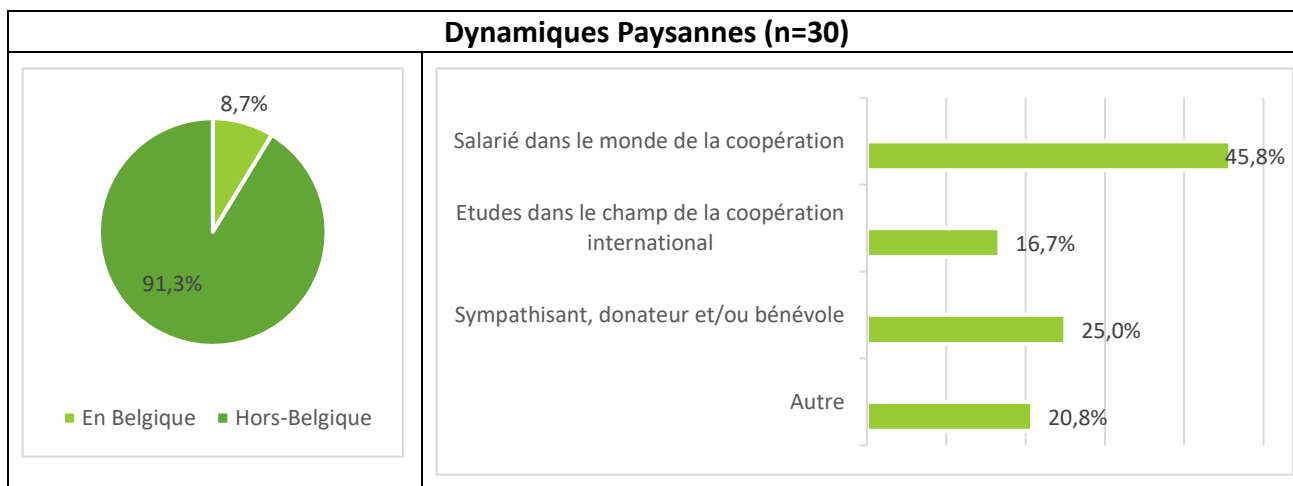 Dynamiques Paysannes (n=30)
8,7%
91,3%
En Belgique
Hors-Belgique
Salarié dans le monde de la coopération
45,8%
Etudes dans le champ de la coopération
international
16,7%
Sympathisant, donateur et/ou bénévole
25,0%
Autre
20,8%